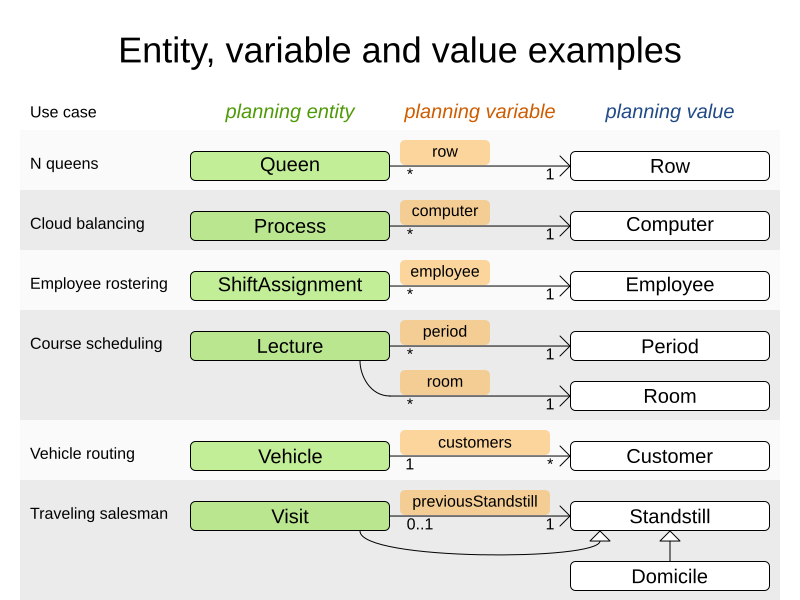 Entity, variable and value examples
Use case planning entity planning variable planning value
N queens Queen row * 1 Row
Cloud balancing Process computer * 1 Computer
Employee rostering ShiftAssignment employee * 1 Employee
Course scheduling Lecture period * 1 Period
room * 1 Room
Vehicle routing Vehicle customers 1 * Customer
Traveling salesman Visit previousStandstill 0..1 1 Standstill
Domicile